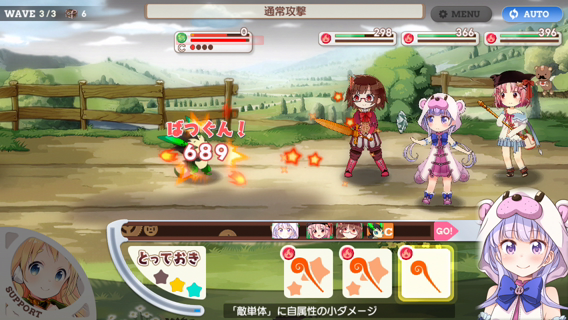 WAVE 3/3 6
通常攻撃
MENU
AUTO
0
C
298
366
396
ばつぐん!
689
C
GO!
とっておき
SUPPORT
「敵単体」に自属性の小ダメージ